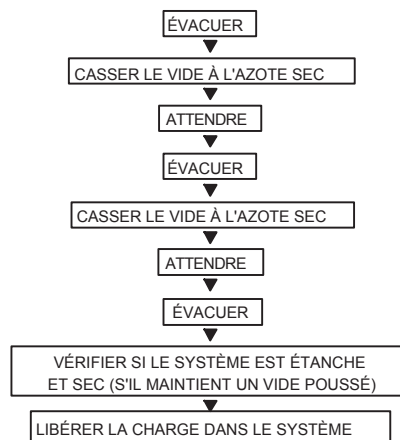 ÉVACUER
CASSER LE VIDE À L'AZOTE SEC
ATTENDRE
ÉVACUER
CASSER LE VIDE À L'AZOTE SEC
ATTENDRE
ÉVACUER
VÉRIFIER SI LE SYSTÈME EST ÉTANCHE
ET SEC (S'IL MAINTIENT UN VIDE POUSSÉ)
LIBÉRER LA CHARGE DANS LE SYSTÈME